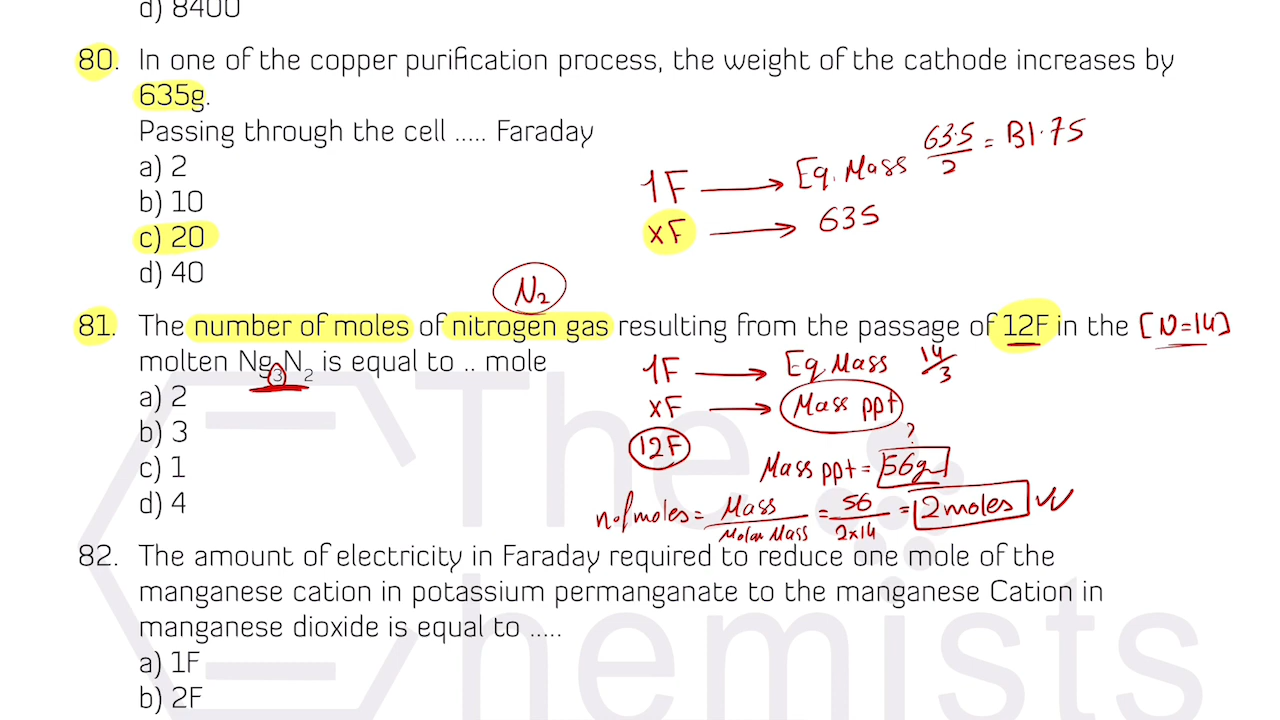 d) 8400
80. In one of the copper purification process, the weight of the cathode increases by
635g.
Passing through the cell ..... Faraday
a) 2
b) 10
c) 20
d) 40
1F → Eq. Mass 63.5/2 = 31.75
xF → 635
N₂
81. The number of moles of nitrogen gas resulting from the passage of 12F in the [N=14]
molten Ng₃N₂ is equal to .. mole
a) 2
b) 3
c) 1
d) 4
1F → Eq. Mass 14/3
xF → Mass ppt
12F ?
Mass ppt = 56g
n.of moles = Mass/Molar Mass = 56/2x14 = 2 moles
82. The amount of electricity in Faraday required to reduce one mole of the
manganese cation in potassium permanganate to the manganese Cation in
manganese dioxide is equal to .....
a) 1F
b) 2F
The
Chemists